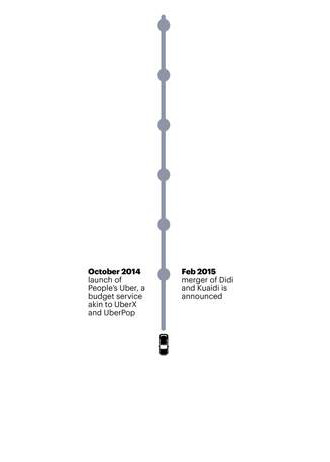 October 2014
launch of
People's Uber, a
budget service
akin to UberX
and UberPop
Feb 2015
merger of Didi
and Kuaidi is
announced